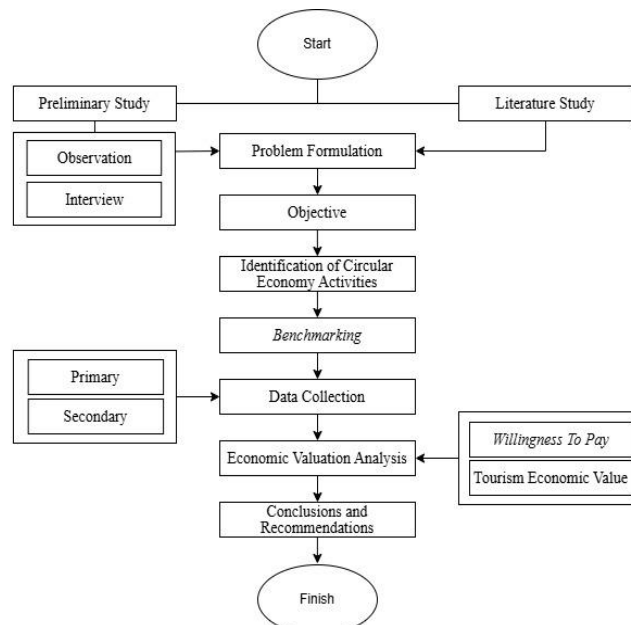 Start
Preliminary Study
Literature Study
Observation
Interview
Problem Formulation
Objective
Identification of Circular
Economy Activities
Benchmarking
Primary
Secondary
Data Collection
Economic Valuation Analysis
Willingness To Pay
Tourism Economic Value
Conclusions and
Recommendations
Finish